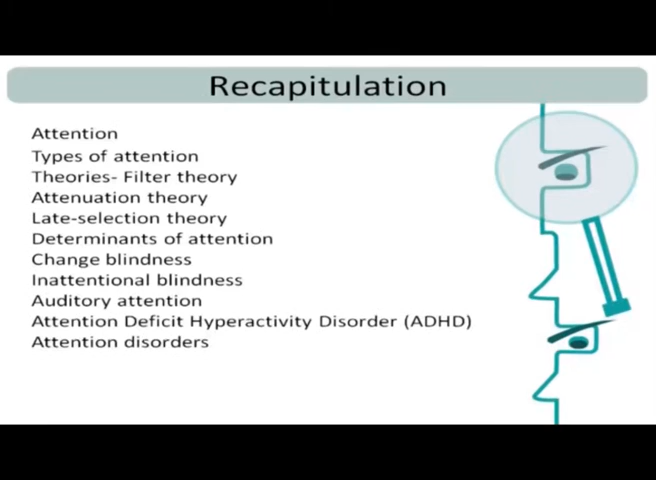 Recapitulation
Attention
Types of attention
Theories- Filter theory
Attenuation theory
Late-selection theory
Determinants of attention
Change blindness
Inattentional blindness
Auditory attention
Attention Deficit Hyperactivity Disorder (ADHD)
Attention disorders